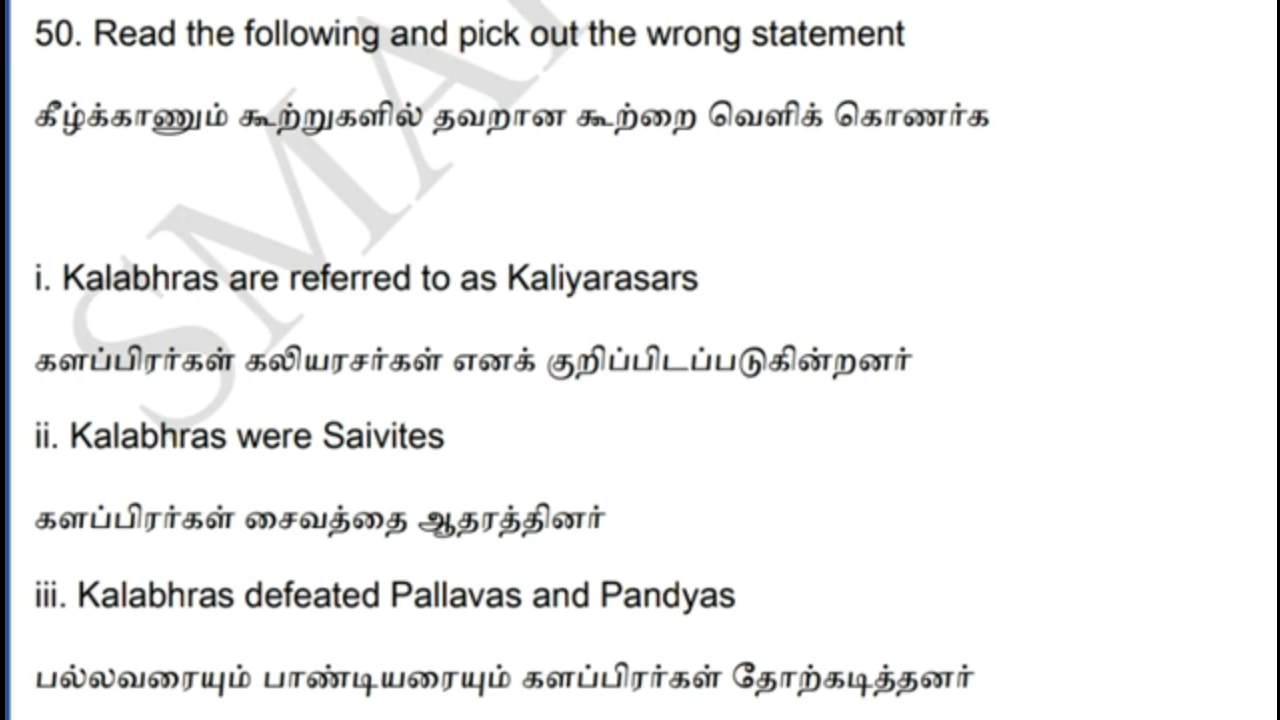 50. Read the following and pick out the wrong statement
கீழ்க்காணும் கூற்றுகளில் தவறான கூற்றை வெளிக் கொணர்க
i. Kalabhras are referred to as Kaliyarasars
களப்பிரர்கள் கலியரசர்கள் எனக் குறிப்பிடப்படுகின்றனர்
ii. Kalabhras were Saivites
களப்பிரர்கள் சைவத்தை ஆதரத்தினர்
iii. Kalabhras defeated Pallavas and Pandyas
பல்லவரையும் பாண்டியரையும் களப்பிரர்கள் தோற்கடித்தனர்